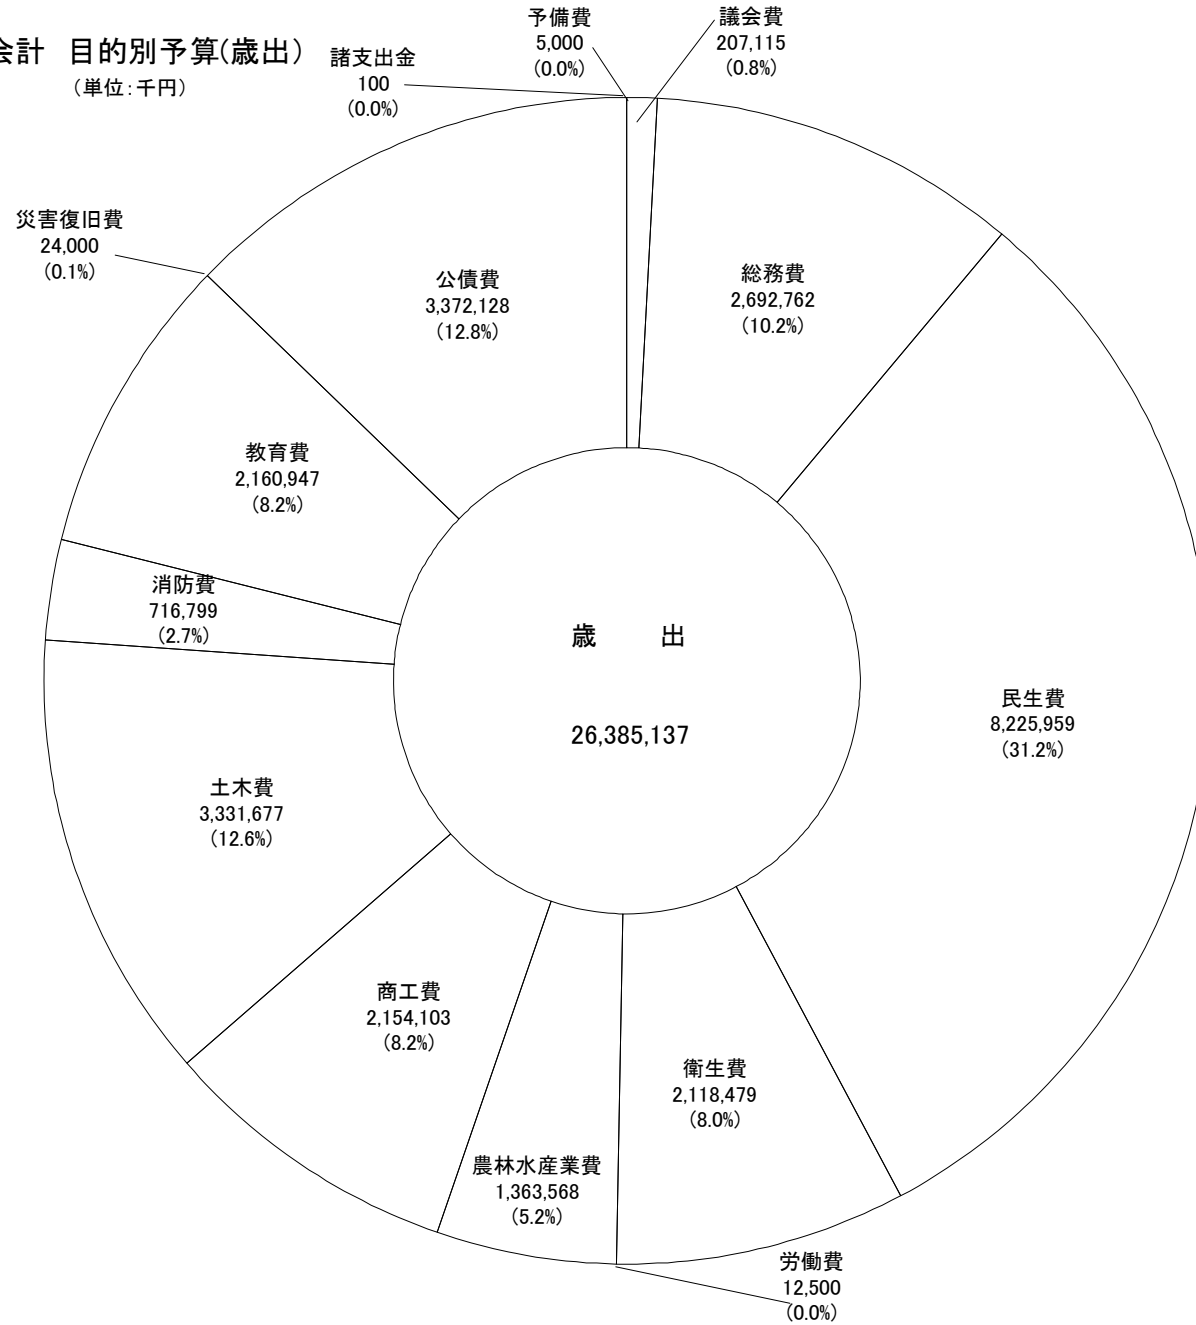 会計 目的別予算(歳出)
(単位:千円)
予備費
5,000
(0.0%)
議会費
207,115
(0.8%)
諸支出金
100
(0.0%)
災害復旧費
24,000
(0.1%)
公債費
3,372,128
(12.8%)
総務費
2,692,762
(10.2%)
教育費
2,160,947
(8.2%)
消防費
716,799
(2.7%)
歳 出
26,385,137
民生費
8,225,959
(31.2%)
土木費
3,331,677
(12.6%)
商工費
2,154,103
(8.2%)
衛生費
2,118,479
(8.0%)
農林水産業費
1,363,568
(5.2%)
労働費
12,500
(0.0%)